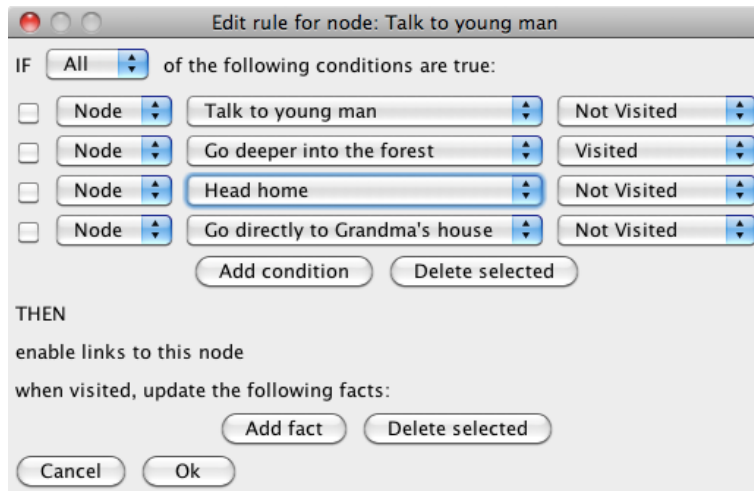 Edit rule for node: Talk to young man
IF All of the following conditions are true:
Node Talk to young man Not Visited
Node Go deeper into the forest Visited
Node Head home Not Visited
Node Go directly to Grandma's house Not Visited
Add condition Delete selected
THEN
enable links to this node
when visited, update the following facts:
Add fact Delete selected
Cancel Ok